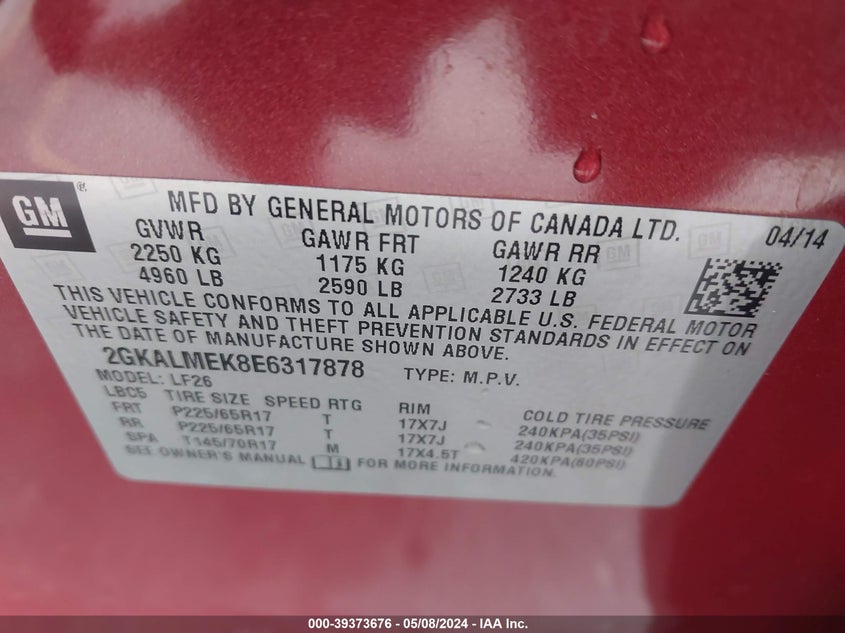 GM
®
MFD BY GENERAL MOTORS OF CANADA LTD. 04/14
GVWR GAWR FRT GAWR RR
2250 KG 1175 KG 1240 KG
4960 LB 2590 LB 2733 LB
THIS VEHICLE CONFORMS TO ALL APPLICABLE U.S. FEDERAL MOTOR
VEHICLE SAFETY AND THEFT PREVENTION STANDARDS IN EFFECT ON
THE DATE OF MANUFACTURE SHOWN ABOVE.
2GKALMEK8E6317878 TYPE: M.P.V.
MODEL: LF26
LBC5 TIRE SIZE SPEED RTG RIM COLD TIRE PRESSURE
FRT P225/65R17 T 17X7J 240KPA(35PSI)
RR P225/65R17 T 17X7J 240KPA(35PSI)
SPA T145/70R17 M 17X4.5T 420KPA(60PSI)
SEE OWNER'S MANUAL FOR MORE INFORMATION.
000-39373676 - 05/08/2024 - IAA Inc.